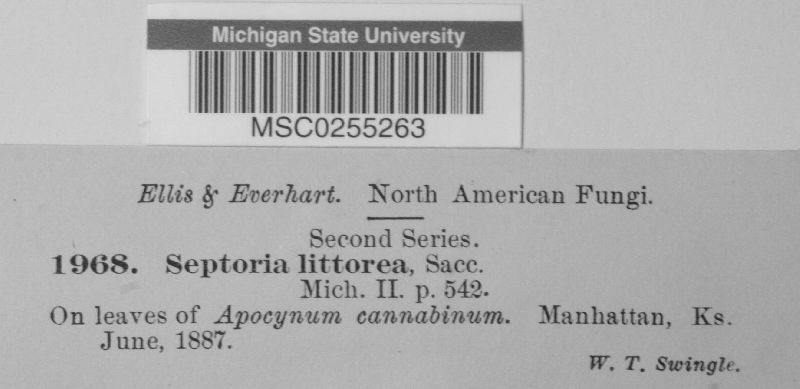 Michigan State University
MSC0255263
Ellis & Everhart. North American Fungi.
Second Series.
1968. Septoria littorea, Sacc.
Mich. II. p. 542.
On leaves of Apocynum cannabinum. Manhattan, Ks.
June, 1887.
W. T. Swingle.